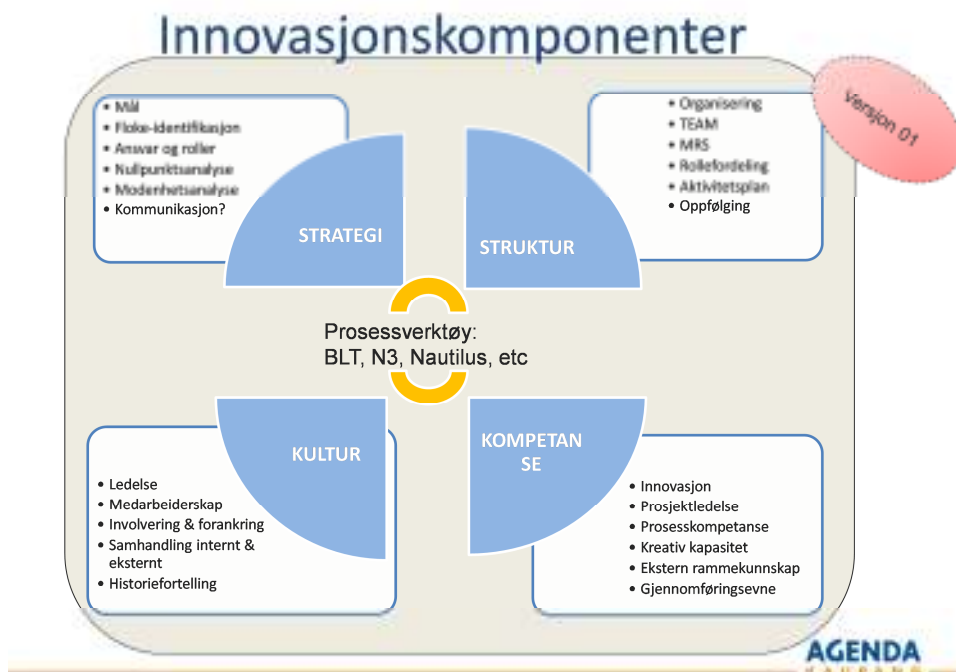 Innovasjonskomponenter
Versjon 01
• Mål
• Floke-identifikasjon
• Ansvar og roller
• Nullpunktsanalyse
• Modenhetsanalyse
• Kommunikasjon?
• Organisering
• TEAM
• MRS
• Rollefordeling
• Aktivitetsplan
• Oppfølging
STRATEGI
STRUKTUR
Prosessverktøy:
BLT, N3, Nautilus, etc
KULTUR
KOMPETAN
SE
• Ledelse
• Medarbeiderskap
• Involvering & forankring
• Samhandling internt &
eksternt
• Historiefortelling
• Innovasjon
• Prosjektledelse
• Prosesskompetanse
• Kreativ kapasitet
• Ekstern rammekunnskap
• Gjennomføringsevne
AGENDA